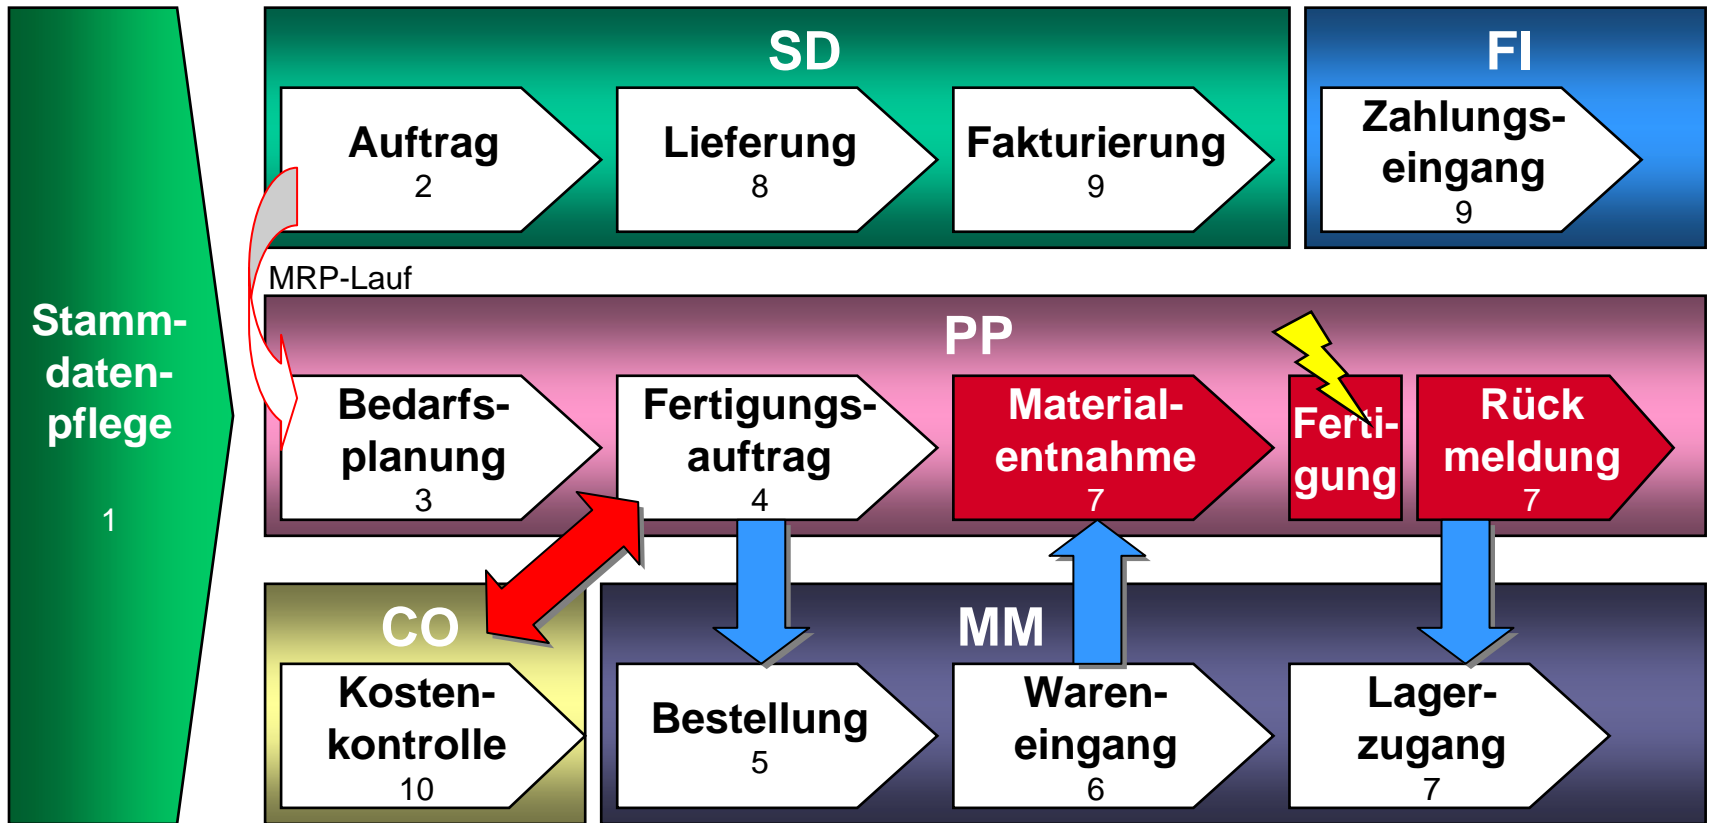 SD
Auftrag
2
Lieferung
8
Fakturierung
9
FI
Zahlungs-
eingang
9
MRP-Lauf
Stamm-
daten-
pflege
1
PP
Bedarfs-
planung
3
Fertigungs-
auftrag
4
Material-
entnahme
7
Ferti-
gung
Rück
meldung
7
CO
Kosten-
kontrolle
10
MM
Bestellung
5
Waren-
eingang
6
Lager-
zugang
7